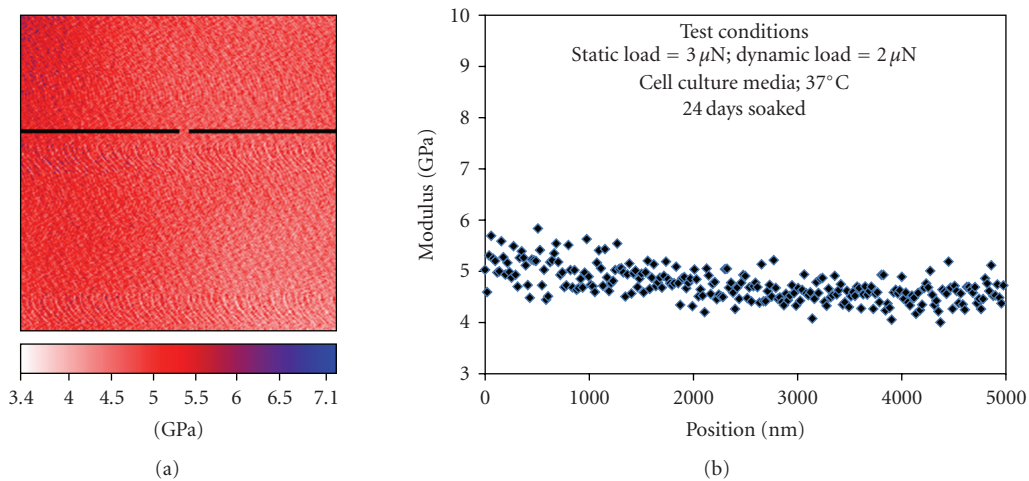 3.4 4 4.5 5 5.5 6 6.5 7.1
(GPa)
(a)
10
9
8
7
6
5
4
3
Modulus (GPa)
Test conditions
Static load = 3 μN; dynamic load = 2 μN
Cell culture media; 37°C
24 days soaked
0 1000 2000 3000 4000 5000
Position (nm)
(b)